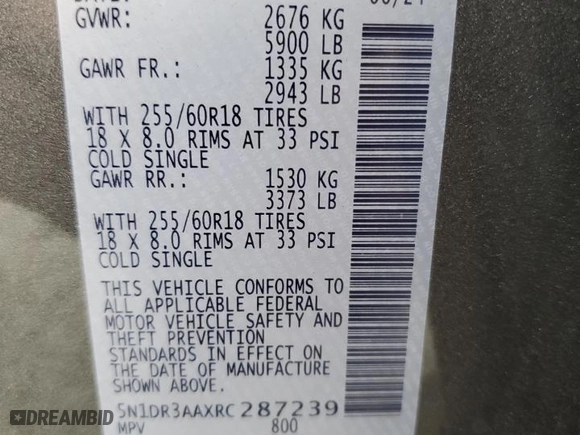 GVWR: 2676 KG
5900 LB
GAWR FR.: 1335 KG
2943 LB
WITH 255/60R18 TIRES
18 X 8.0 RIMS AT 33 PSI
COLD SINGLE
GAWR RR.: 1530 KG
3373 LB
WITH 255/60R18 TIRES
18 X 8.0 RIMS AT 33 PSI
COLD SINGLE
THIS VEHICLE CONFORMS TO
ALL APPLICABLE FEDERAL
MOTOR VEHICLE SAFETY AND
THEFT PREVENTION
STANDARDS IN EFFECT ON
THE DATE OF MANUFACTURE
SHOWN ABOVE.
5N1DR3AAXRC287239
MPV 800
DREAMBID